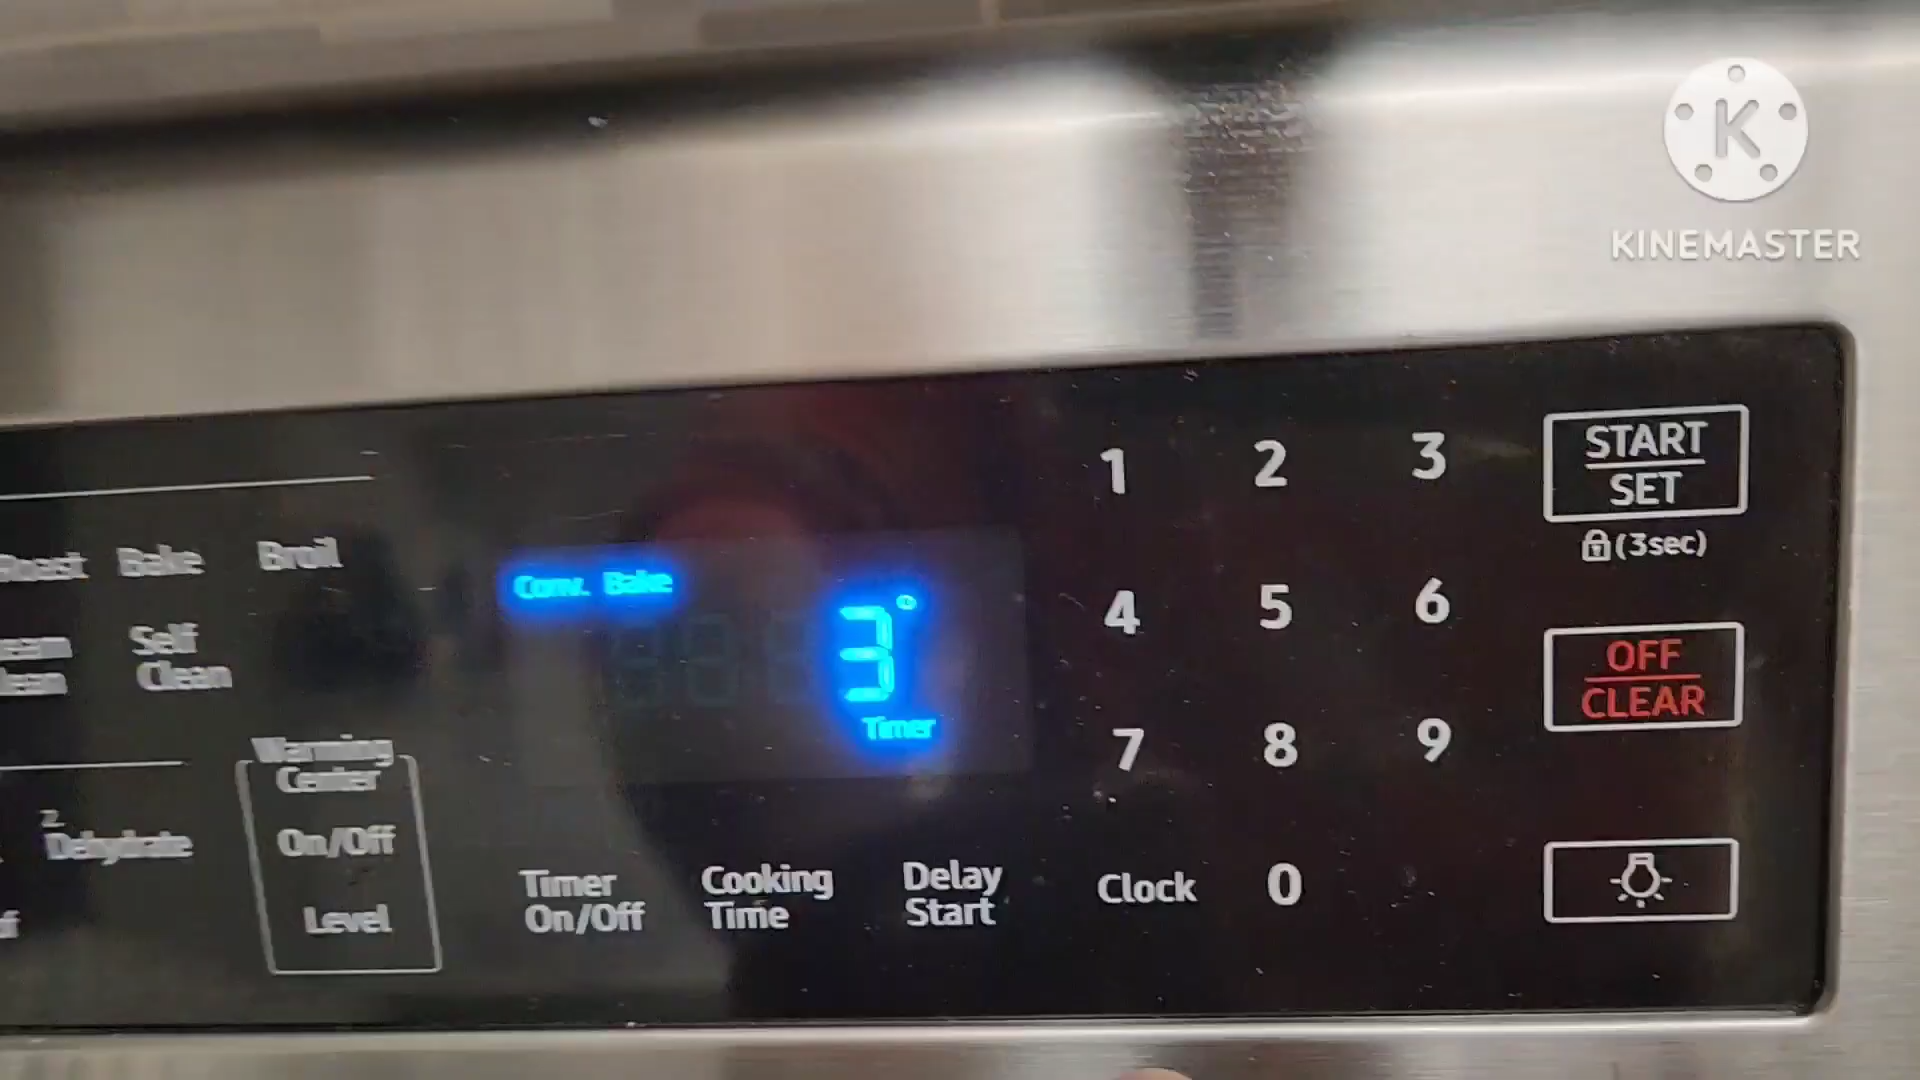 K
KINEMASTER
1 2 3
START
SET
(3sec)
Roast Bake Broil
Conv. Bake
3°
Timer
4 5 6
Self
Clean
OFF
CLEAR
7 8 9
Warming
Center
On/Off
Level
2
Dehydrate
Timer
On/Off
Cooking
Time
Delay
Start
Clock 0